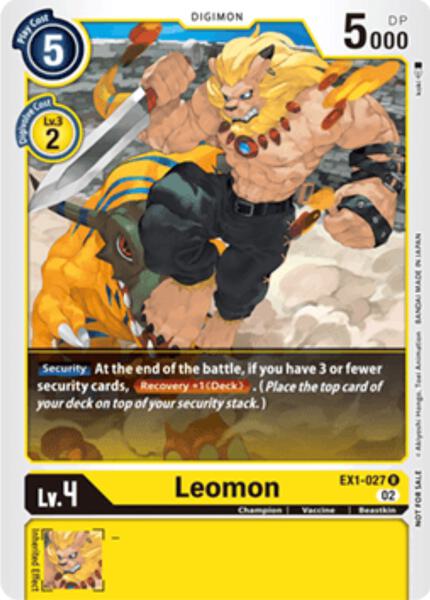 Play Cost
5
DIGIMON
5000
DP
Digivolve Cost
Lv.3
2
Security At the end of the battle, if you have 3 or fewer
security cards, Recovery +1 (Deck) . (Place the top card of
your deck on top of your security stack.)
Lv.4
Leomon
EX1-027 R
02
Champion | Vaccine | Beastkin
Inherited Effect
–
koki
©Akiyoshi Hongo, Toei Animation BANDAI MADE IN JAPAN
NOT FOR SALE